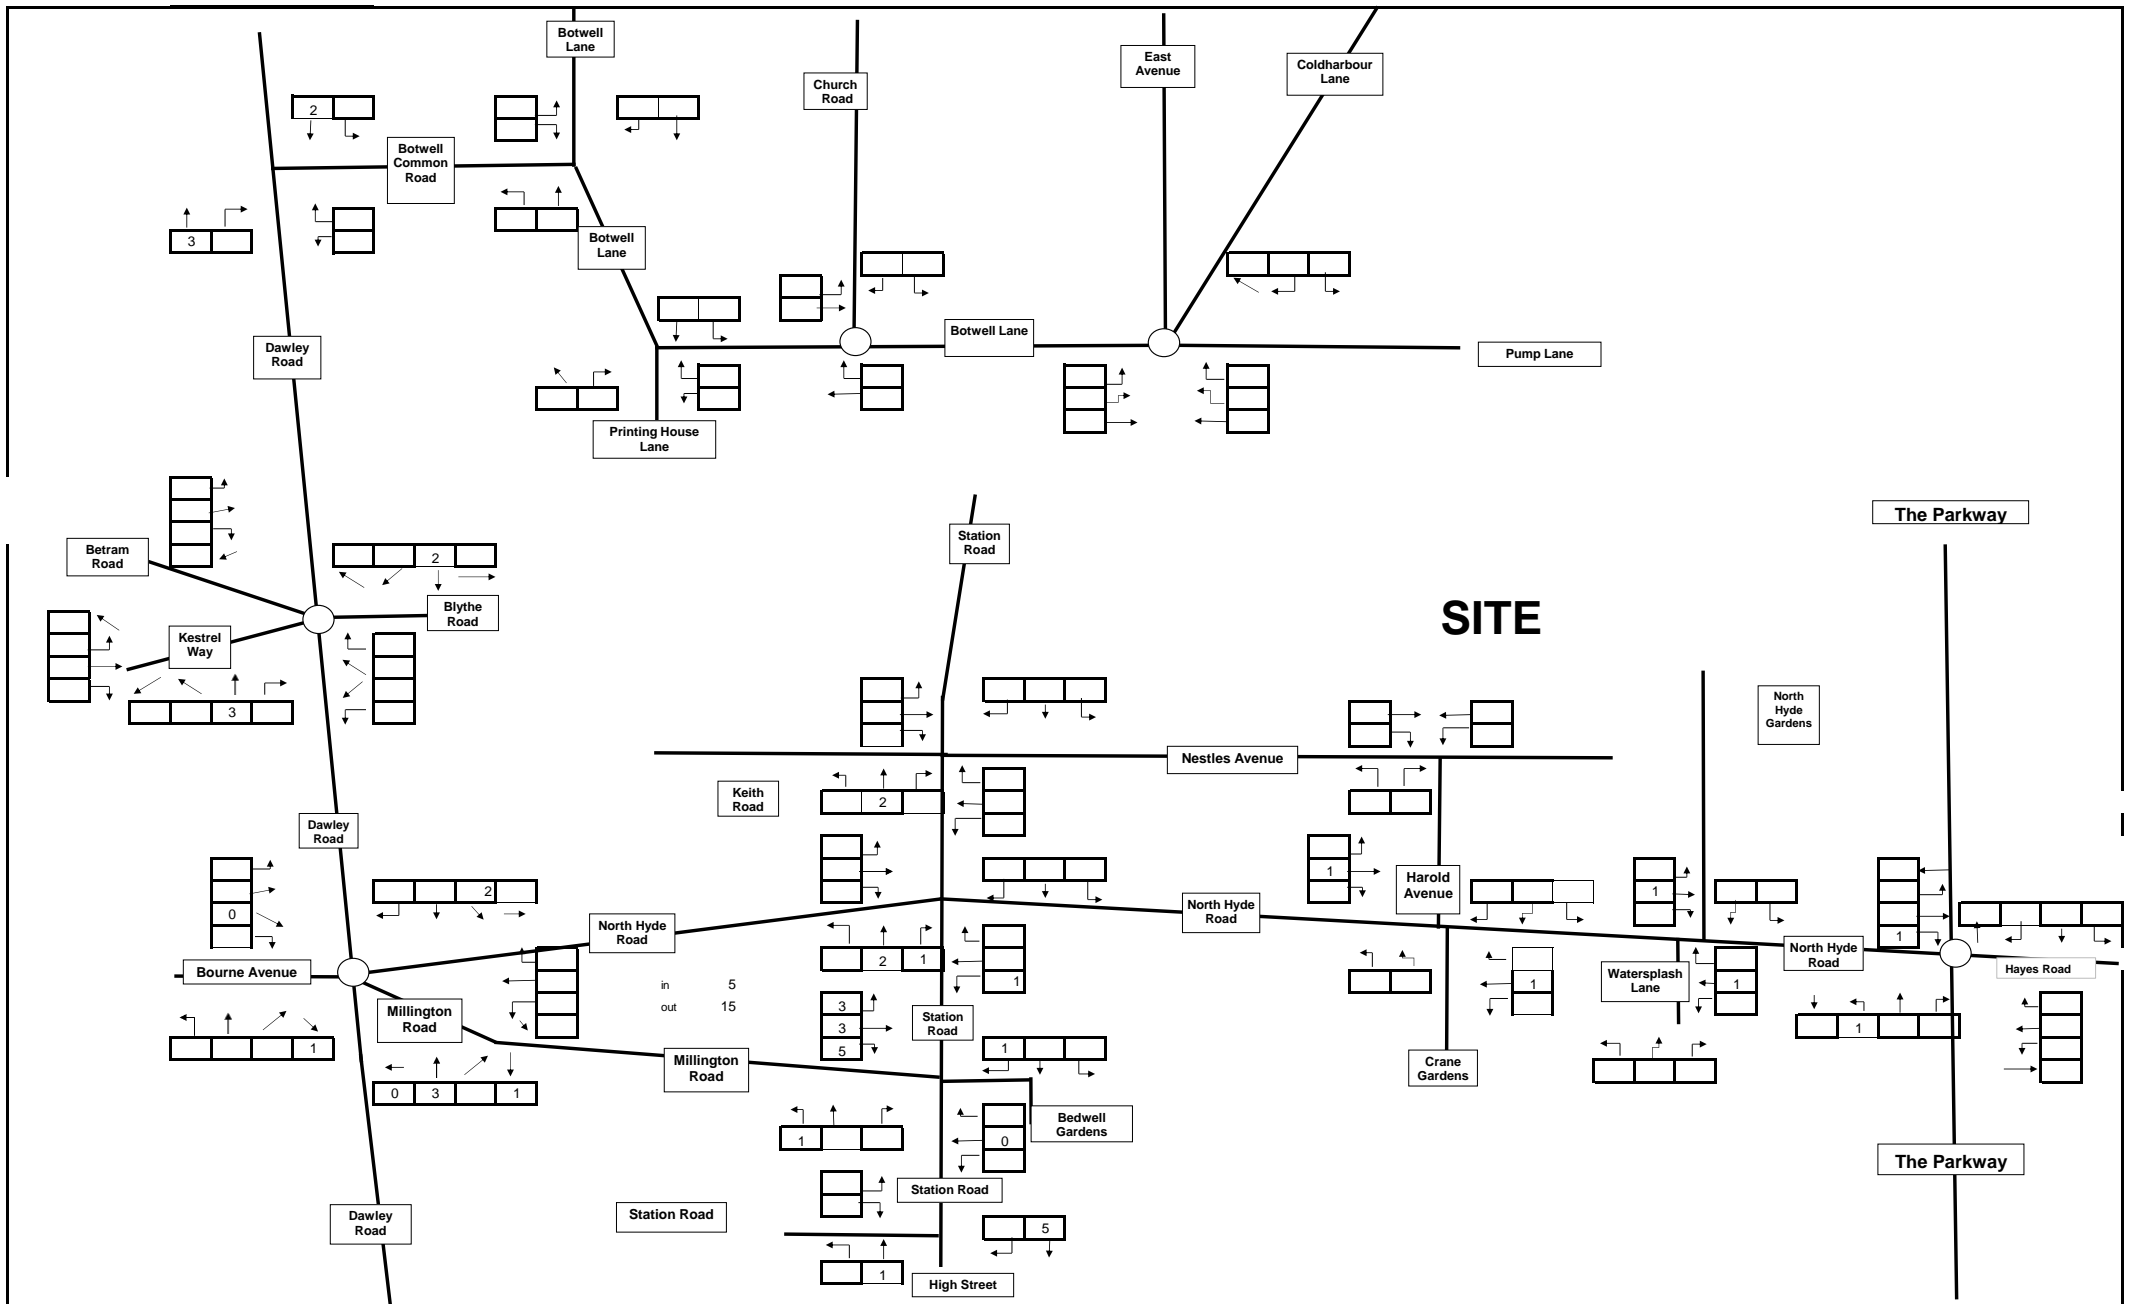 Botwell
Lane
East
Avenue
Coldharbour
Lane
Church
Road
2
Botwell
Common
Road
3
Botwell
Lane
Botwell Lane
Dawley
Road
Pump Lane
Printing House
Lane
The Parkway
Station
Road
Betram
Road
2
Blythe
Road
SITE
Kestrel
Way
3
North
Hyde
Gardens
Nestles Avenue
Keith
Road
2
Dawley
Road
1
Harold
Avenue
1
2
0
North Hyde
Road
North Hyde
Road
1
North Hyde
Road
2
1
Bourne Avenue
Hayes Road
Watersplash
Lane
in
5
1
1
1
out
15
3
Millington
Road
Station
Road
3
1
1
5
1
Millington
Road
Crane
Gardens
0
3
1
Bedwell
Gardens
1
0
The Parkway
Station Road
Dawley
Road
Station Road
5
1
High Street